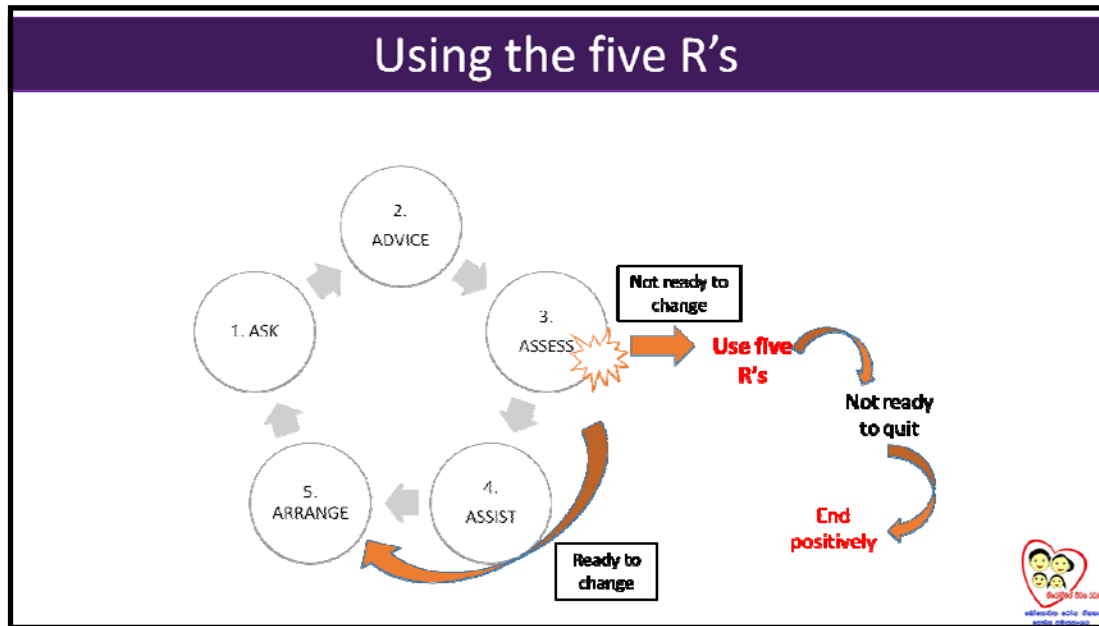 Using the five R's
2.
ADVICE
1. ASK
3.
ASSESS
Not ready to
change
Use five
R's
Not ready
to quit
5.
ARRANGE
4.
ASSIST
End
positively
Ready to
change